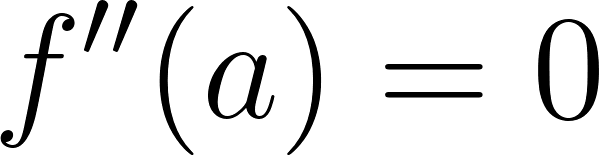 f″(a) = 0